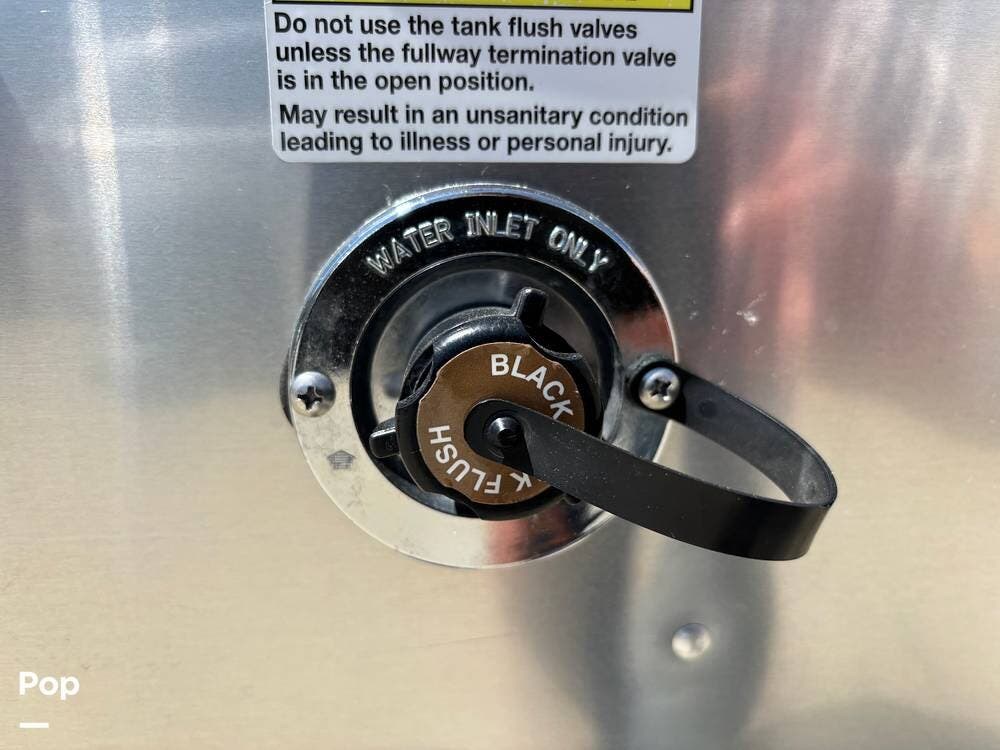 Do not use the tank flush valves
unless the fullway termination valve
is in the open position.
May result in an unsanitary condition
leading to illness or personal injury.
WATER INLET ONLY
BLACK
K FLUSH
Pop